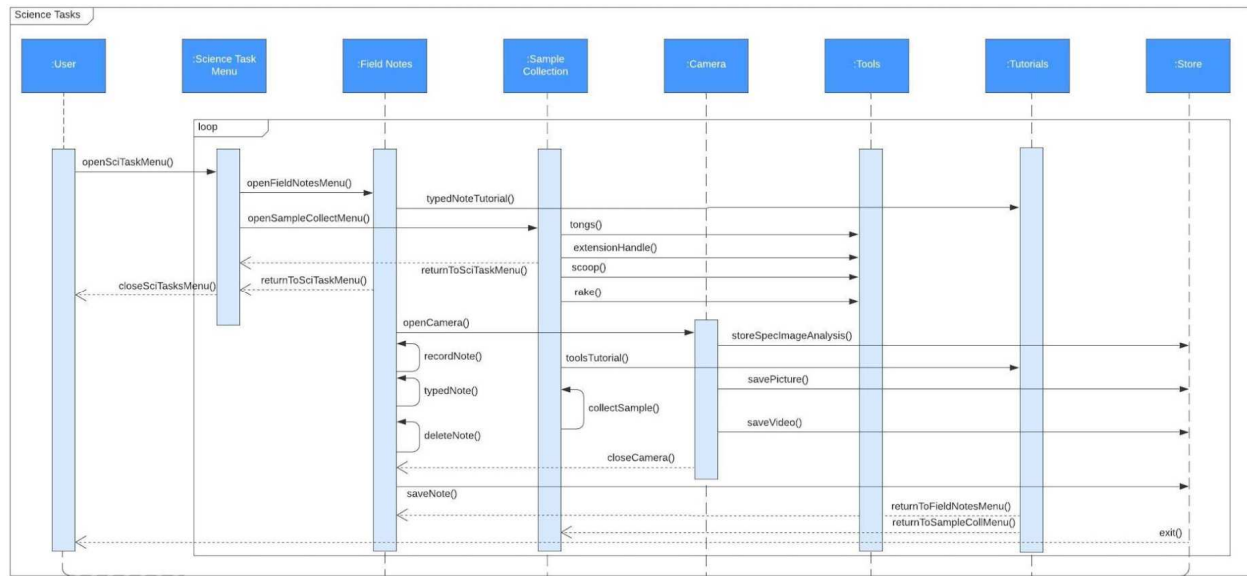 Science Tasks
:User
:Science Task
Menu
:Field Notes
:Sample
Collection
:Camera
:Tools
:Tutorials
:Store
loop
openSciTaskMenu()
openFieldNotesMenu()
typedNoteTutorial()
openSampleCollectMenu()
tongs()
extensionHandle()
returnToSciTaskMenu()
scoop()
closeSciTasksMenu()
returnToSciTaskMenu()
rake()
openCamera()
storeSpecImageAnalysis()
recordNote()
toolsTutorial()
savePicture()
typedNote()
collectSample()
saveVideo()
deleteNote()
closeCamera()
saveNote()
returnToFieldNotesMenu()
returnToSampleCollMenu()
exit()